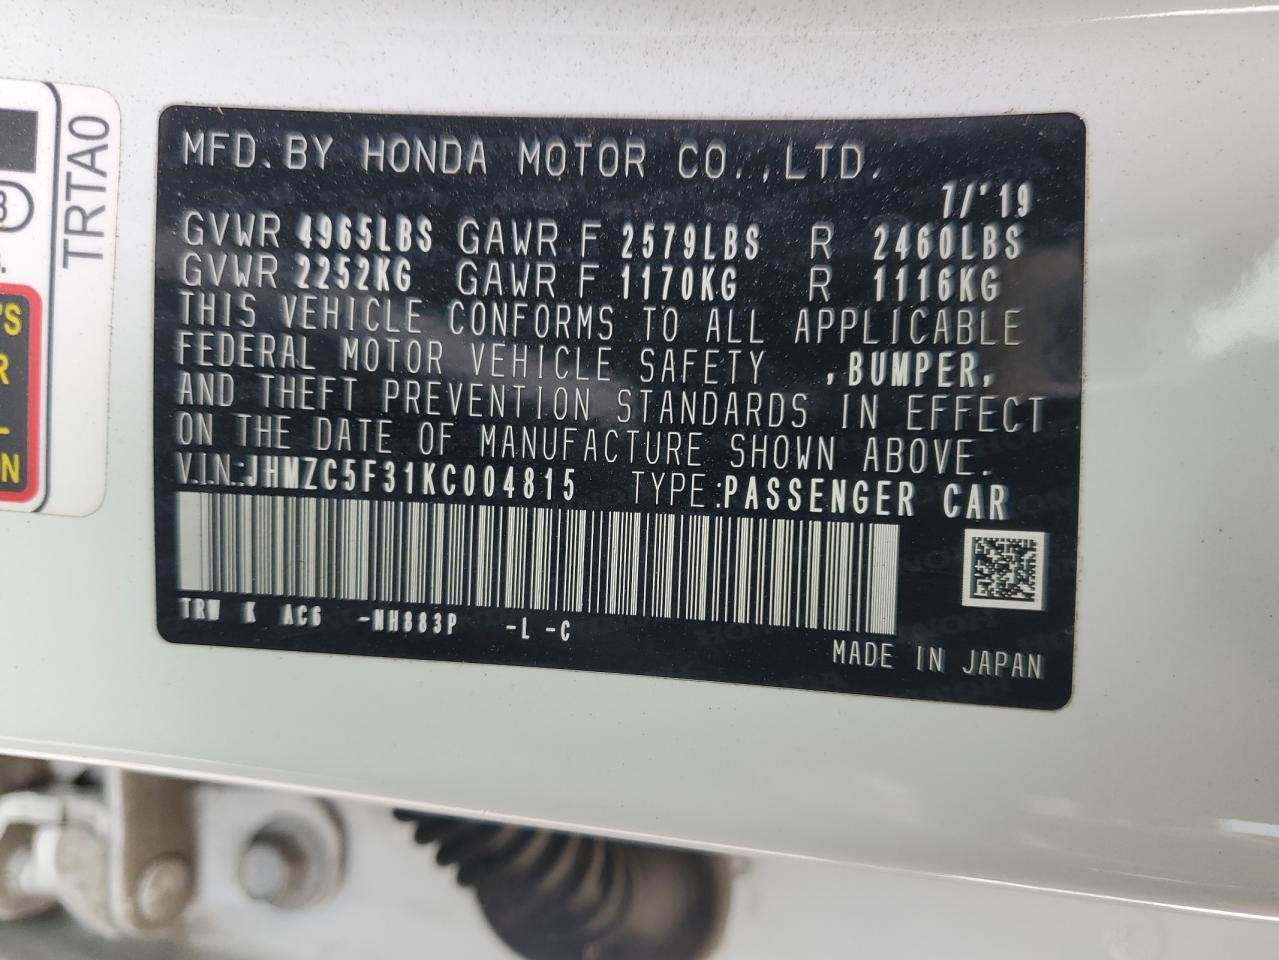 MFD. BY HONDA MOTOR CO., LTD.
7/'19
GVWR 4965LBS GAWR F 2579LBS R 2460LBS
GVWR 2252KG GAWR F 1170KG R 1116KG
THIS VEHICLE CONFORMS TO ALL APPLICABLE
FEDERAL MOTOR VEHICLE SAFETY , BUMPER,
AND THEFT PREVENTION STANDARDS IN EFFECT
ON THE DATE OF MANUFACTURE SHOWN ABOVE.
VIN:JHMZC5F31KC004815 TYPE:PASSENGER CAR
TRW K AC6 -NH883P -L -C
MADE IN JAPAN
TRTA0
'S
R
L
N